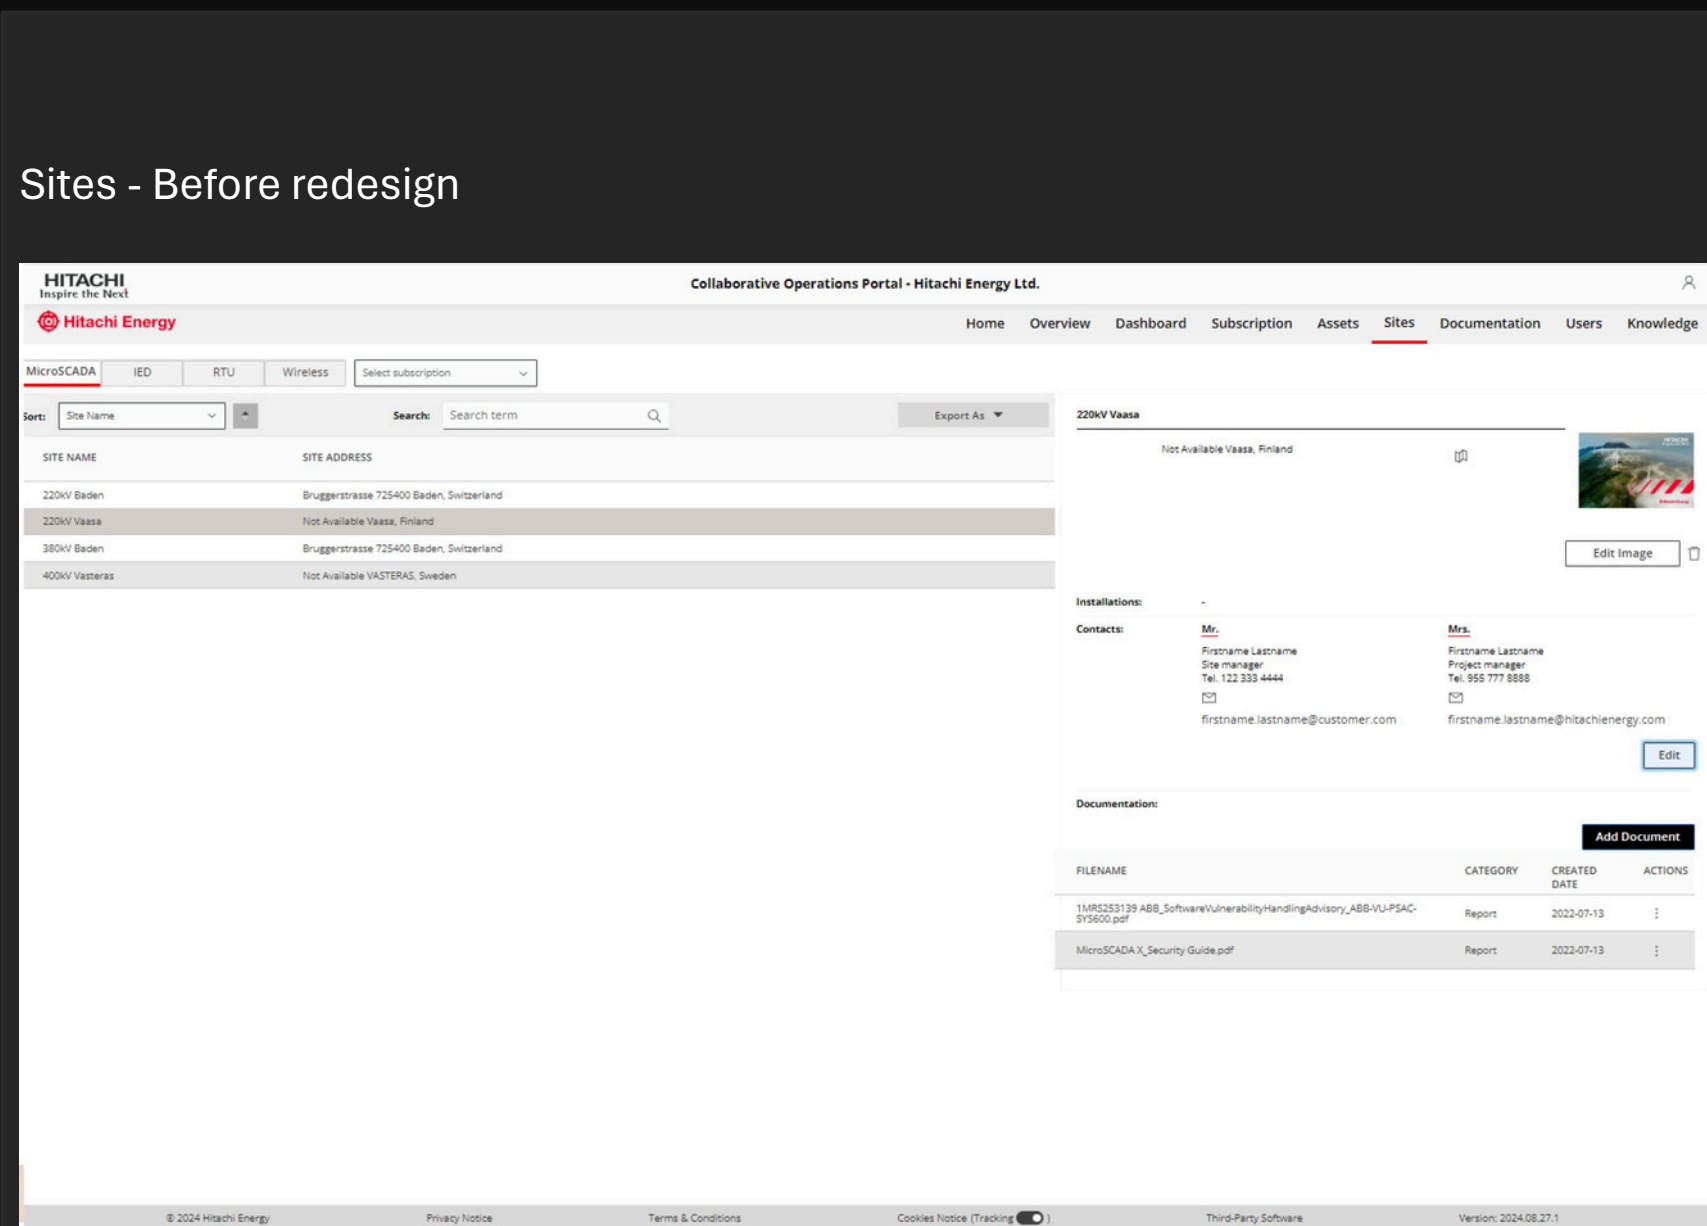 Sites - Before redesign
HITACHI
Inspire the Next
Collaborative Operations Portal - Hitachi Energy Ltd.
Hitachi Energy
Home Overview Dashboard Subscription Assets Sites Documentation Users Knowledge
MicroSCADA IED RTU Wireless Select subscription
Sort: Site Name Search: Search term Export As
SITE NAME SITE ADDRESS
220kV Baden Bruggerstrasse 725400 Baden, Switzerland
220kV Vaasa Not Available Vaasa, Finland
380kV Baden Bruggerstrasse 725400 Baden, Switzerland
400kV Vasteras Not Available VASTERAS, Sweden
220kV Vaasa
Not Available Vaasa, Finland
HITACHI
Edit Image
Installations: -
Contacts: Mr. Mrs.
Firstname Lastname Firstname Lastname
Site manager Project manager
Tel. 122 333 4444 Tel. 955 777 8888
firstname.lastname@customer.com firstname.lastname@hitachienergy.com
Edit
Documentation:
Add Document
FILENAME CATEGORY CREATED DATE ACTIONS
1MRS253139 ABB_SoftwareVulnerabilityHandlingAdvisory_ABB-VU-PSAC-
SYS600.pdf Report 2022-07-13
MicroSCADA X_Security Guide.pdf Report 2022-07-13
© 2024 Hitachi Energy Privacy Notice Terms & Conditions Cookies Notice (Tracking ) Third-Party Software Version: 2024.08.27.1